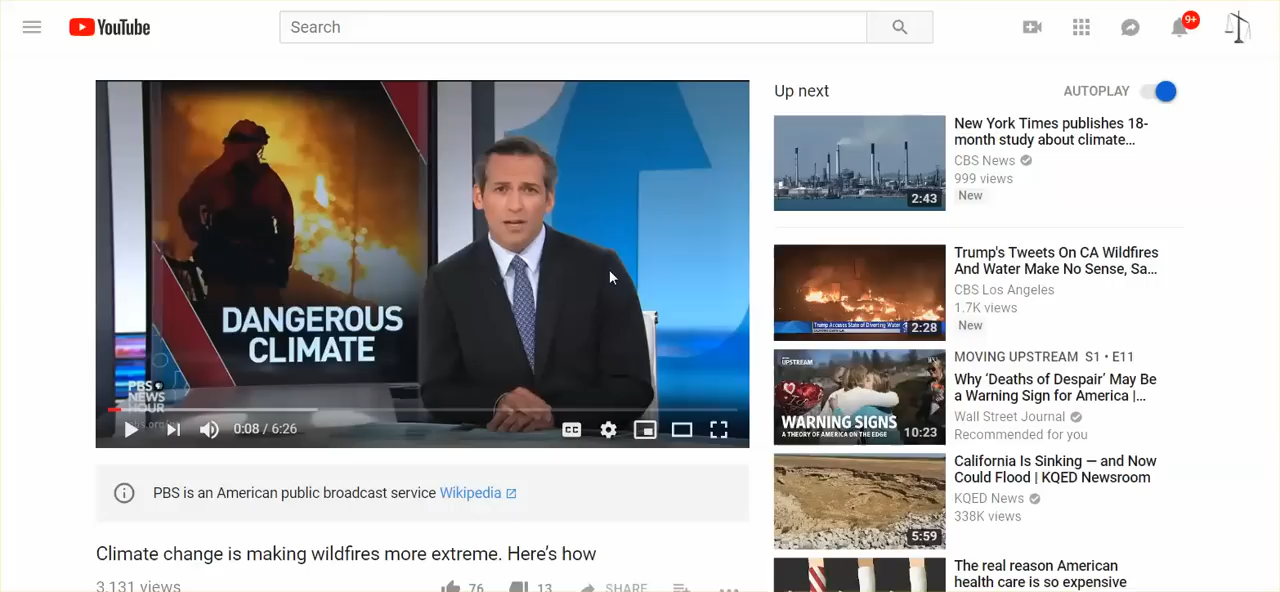 YouTube
Search
9+
DANGEROUS
CLIMATE
PBS
NEWS
HOUR
0:08 / 6:26
CC
PBS is an American public broadcast service Wikipedia
Climate change is making wildfires more extreme. Here's how
3,131 views
76
13
SHARE
Up next
AUTOPLAY
2:43
New York Times publishes 18-
month study about climate...
CBS News
999 views
New
2:28
Trump's Tweets On CA Wildfires
And Water Make No Sense, Sa...
CBS Los Angeles
1.7K views
New
UPSTREAM
WARNING SIGNS
A THEORY OF AMERICA ON THE EDGE
10:23
MOVING UPSTREAM S1 • E11
Why ‘Deaths of Despair’ May Be
a Warning Sign for America |...
Wall Street Journal
Recommended for you
5:59
California Is Sinking — and Now
Could Flood | KQED Newsroom
KQED News
338K views
The real reason American
health care is so expensive